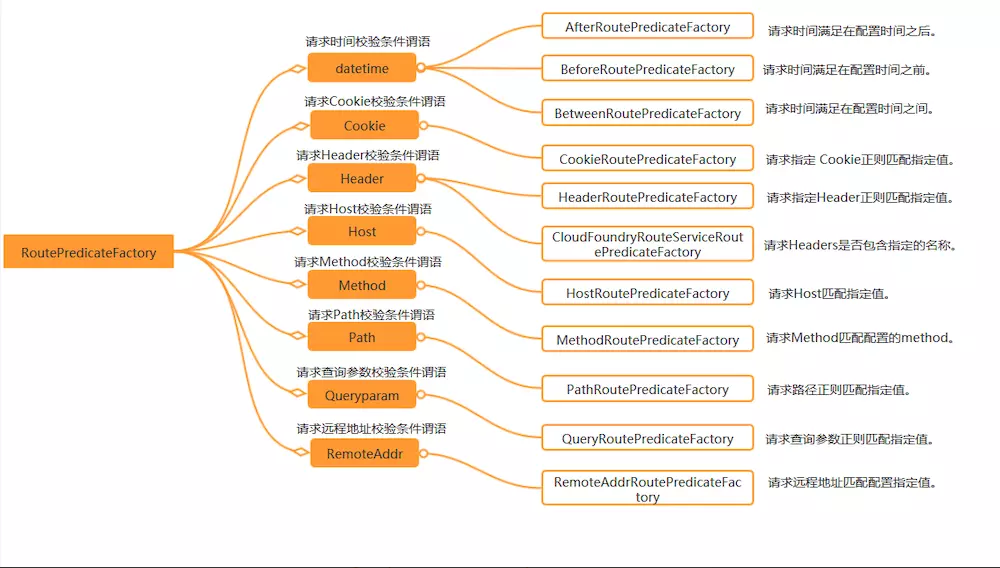 RoutePredicateFactory
请求时间校验条件谓语
datetime
请求Cookie校验条件谓语
Cookie
请求Header校验条件谓语
Header
请求Host校验条件谓语
Host
请求Method校验条件谓语
Method
请求Path校验条件谓语
Path
请求查询参数校验条件谓语
Queryparam
请求远程地址校验条件谓语
RemoteAddr
AfterRoutePredicateFactory
请求时间满足在配置时间之后。
BeforeRoutePredicateFactory
请求时间满足在配置时间之前。
BetweenRoutePredicateFactory
请求时间满足在配置时间之间。
CookieRoutePredicateFactory
请求指定 Cookie正则匹配指定值。
HeaderRoutePredicateFactory
请求指定Header正则匹配指定值。
CloudFoundryRouteServiceRout
ePredicateFactory
请求Headers是否包含指定的名称。
HostRoutePredicateFactory
请求Host匹配指定值。
MethodRoutePredicateFactory
请求Method匹配配置的method。
PathRoutePredicateFactory
请求路径正则匹配指定值。
QueryRoutePredicateFactory
请求查询参数正则匹配指定值。
RemoteAddrRoutePredicateFac
tory
请求远程地址匹配配置指定值。